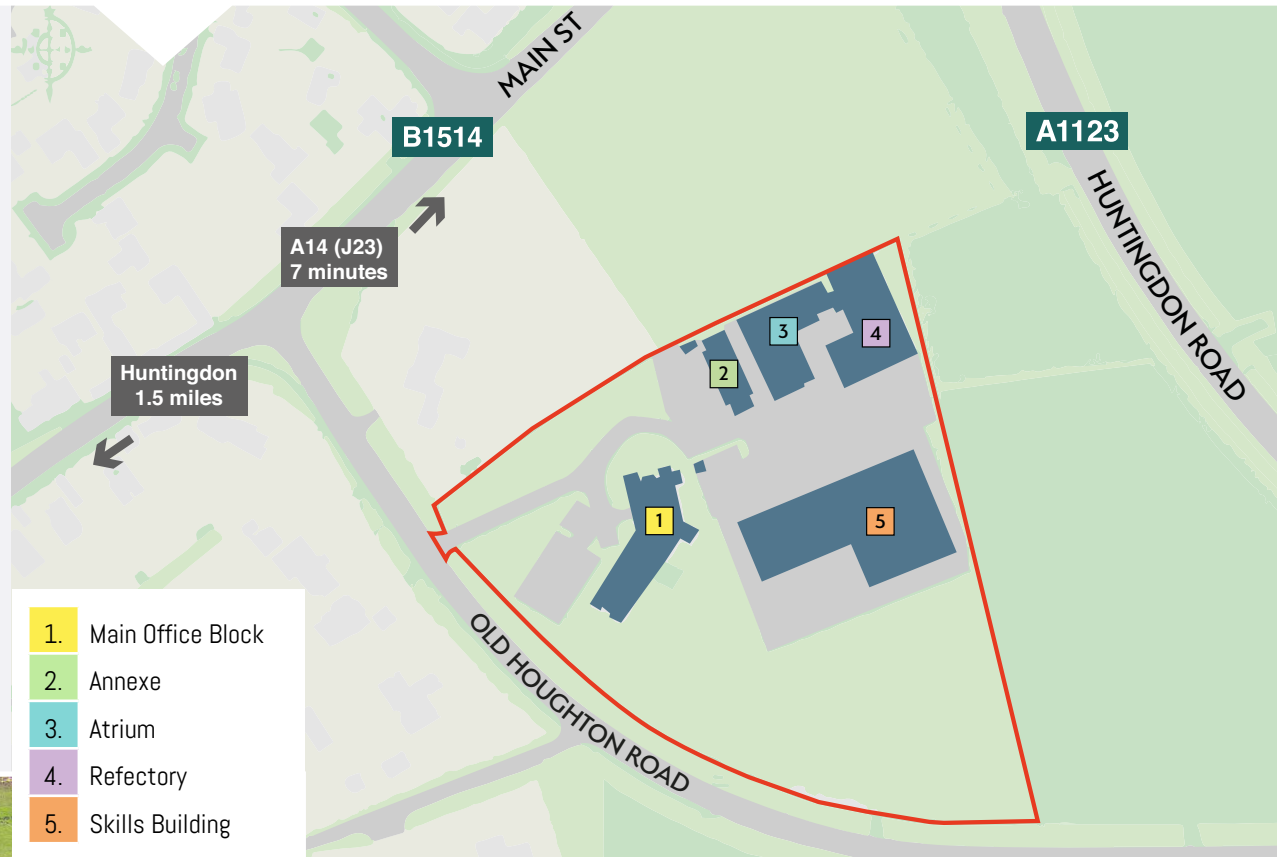 MAIN ST
B1514
A1123
HUNTINGDON ROAD
A14 (J23)
7 minutes
Huntingdon
1.5 miles
3
4
2
1
5
OLD HOUGHTON ROAD
1. Main Office Block
2. Annexe
3. Atrium
4. Refectory
5. Skills Building